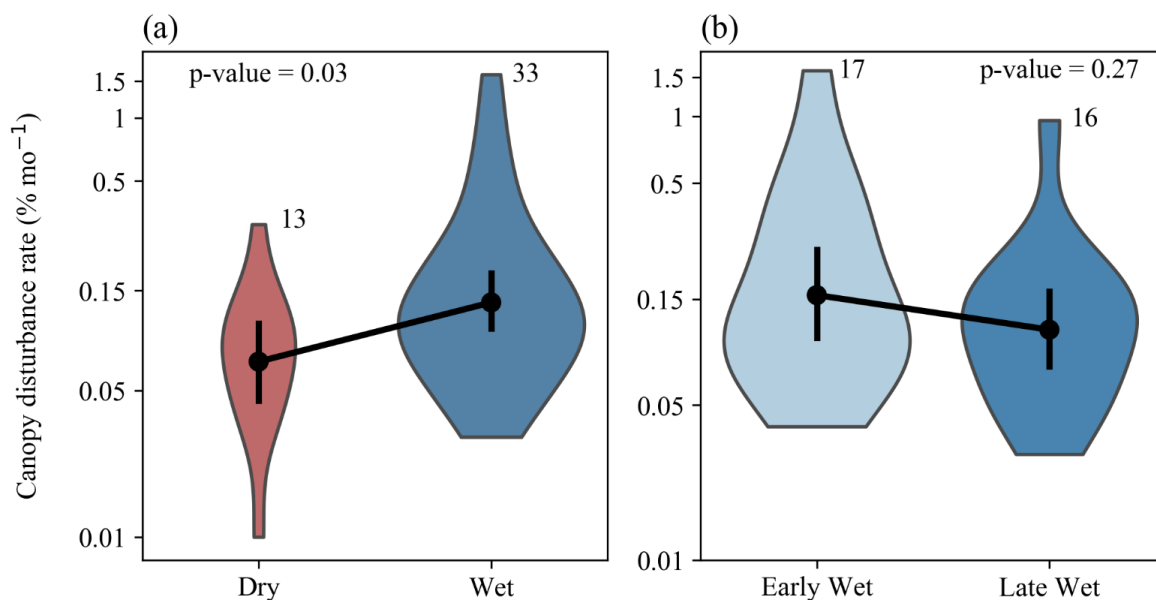 (a)
Canopy disturbance rate (% mo⁻¹)
1.5
1
0.5
0.15
0.05
0.01
p-value = 0.03
33
13
Dry
Wet
(b)
1.5
1
0.5
0.15
0.05
0.01
17
p-value = 0.27
16
Early Wet
Late Wet